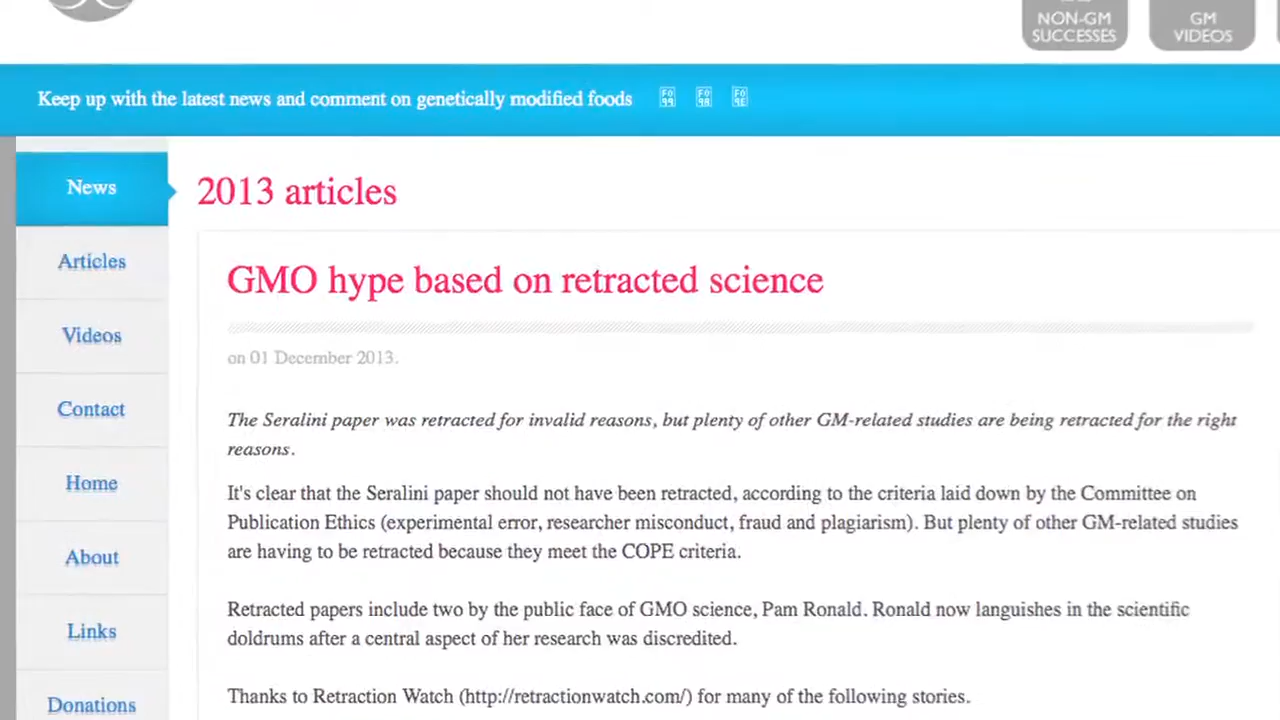 NON-GM
SUCCESSES
GM
VIDEOS
Keep up with the latest news and comment on genetically modified foods
News
Articles
Videos
Contact
Home
About
Links
Donations
2013 articles
GMO hype based on retracted science
on 01 December 2013.
The Seralini paper was retracted for invalid reasons, but plenty of other GM-related studies are being retracted for the right
reasons.
It's clear that the Seralini paper should not have been retracted, according to the criteria laid down by the Committee on
Publication Ethics (experimental error, researcher misconduct, fraud and plagiarism). But plenty of other GM-related studies
are having to be retracted because they meet the COPE criteria.
Retracted papers include two by the public face of GMO science, Pam Ronald. Ronald now languishes in the scientific
doldrums after a central aspect of her research was discredited.
Thanks to Retraction Watch (http://retractionwatch.com/) for many of the following stories.